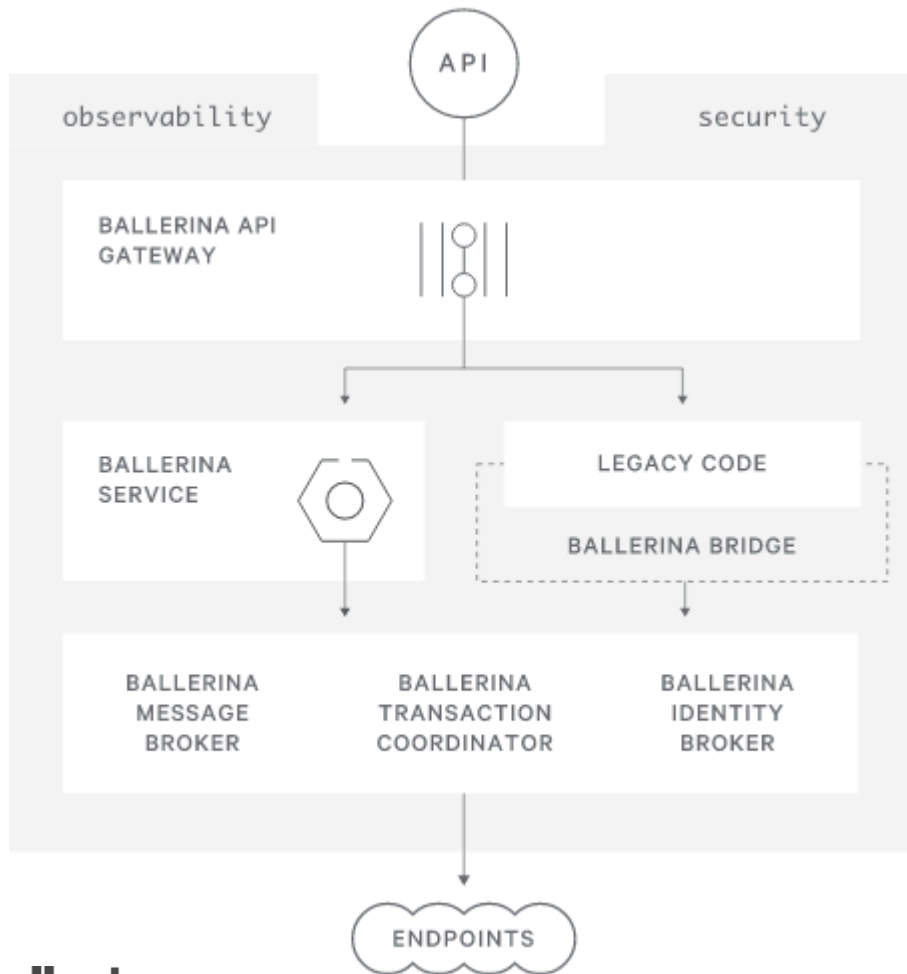 API
observability
security
BALLERINA API
GATEWAY
BALLERINA
SERVICE
LEGACY CODE
BALLERINA BRIDGE
BALLERINA
MESSAGE
BROKER
BALLERINA
TRANSACTION
COORDINATOR
BALLERINA
IDENTITY
BROKER
ENDPOINTS